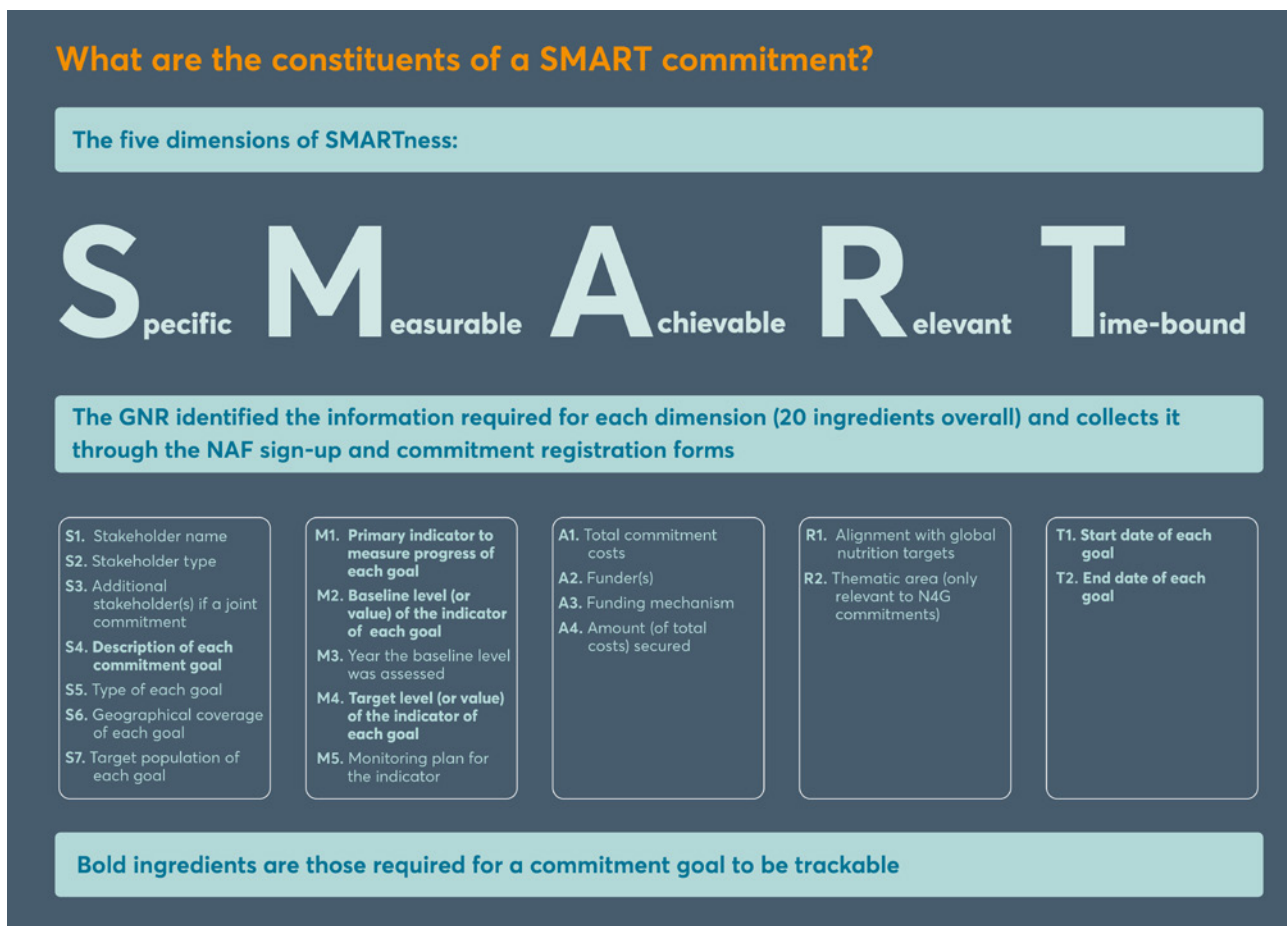 What are the constituents of a SMART commitment?
The five dimensions of SMARTness:
Specific Measurable Achievable Relevant Time-bound
The GNR identified the information required for each dimension (20 ingredients overall) and collects it
through the NAF sign-up and commitment registration forms
S1. Stakeholder name
S2. Stakeholder type
S3. Additional
stakeholder(s) if a joint
commitment
S4. Description of each
commitment goal
S5. Type of each goal
S6. Geographical coverage
of each goal
S7. Target population of
each goal
M1. Primary indicator to
measure progress of
each goal
M2. Baseline level (or
value) of the indicator
of each goal
M3. Year the baseline level
was assessed
M4. Target level (or value)
of the indicator of
each goal
M5. Monitoring plan for
the indicator
A1. Total commitment
costs
A2. Funder(s)
A3. Funding mechanism
A4. Amount (of total
costs) secured
R1. Alignment with global
nutrition targets
R2. Thematic area (only
relevant to N4G
commitments)
T1. Start date of each
goal
T2. End date of each
goal
Bold ingredients are those required for a commitment goal to be trackable